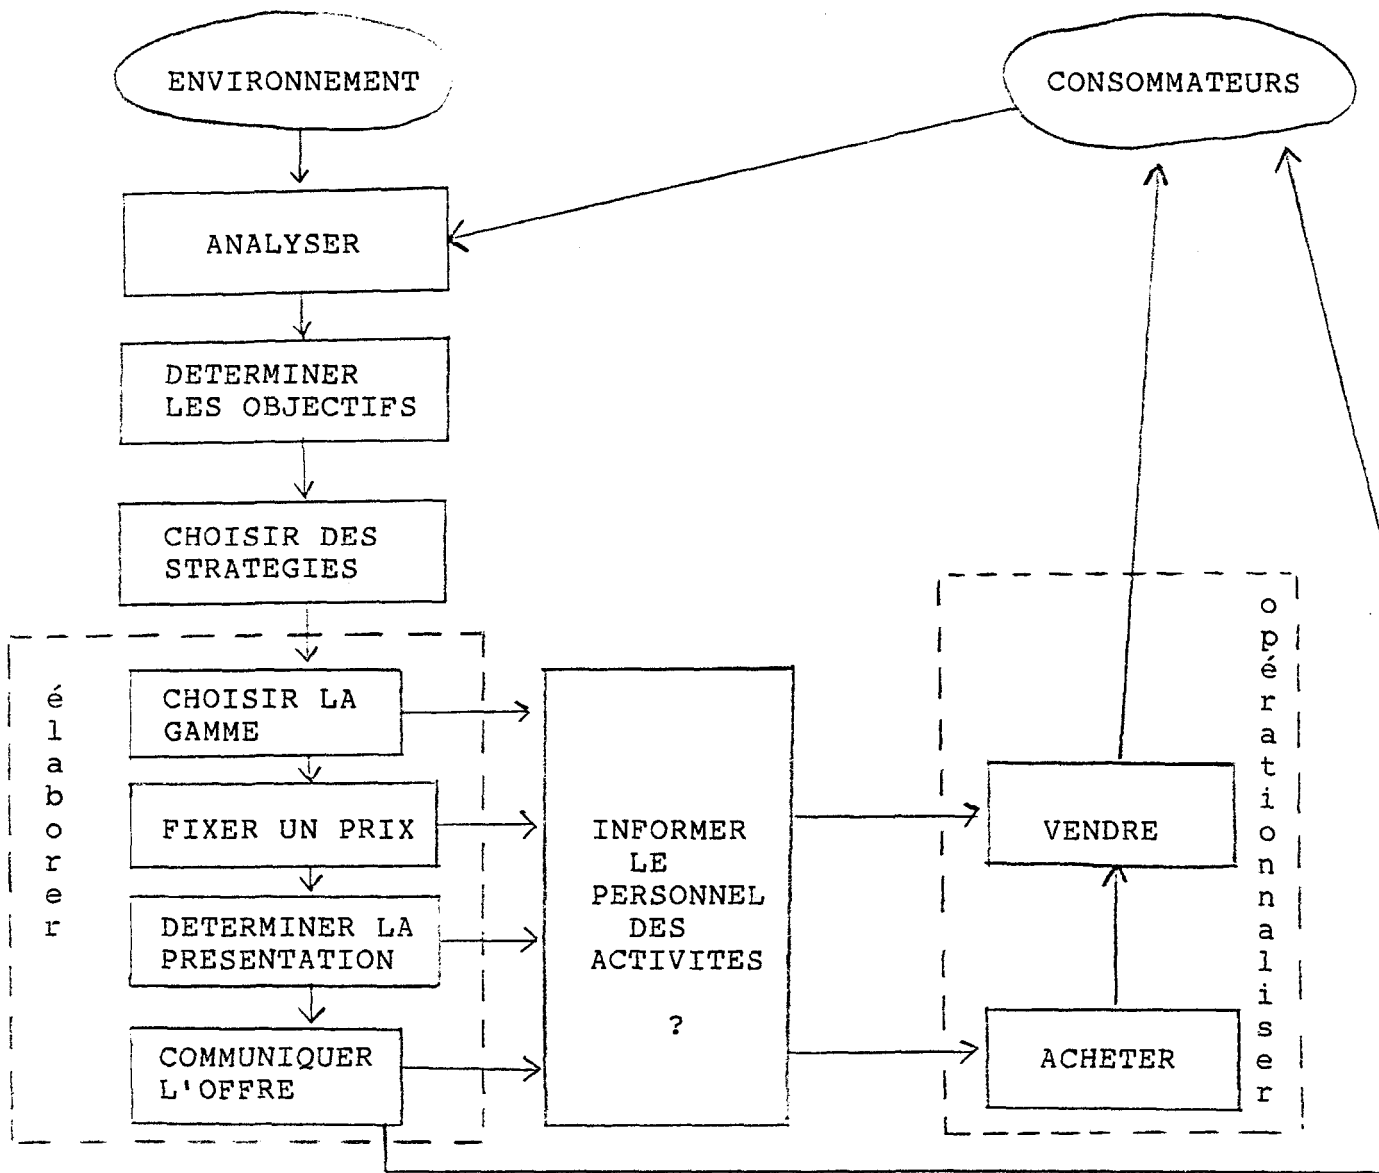 ENVIRONNEMENT
CONSOMMATEURS
ANALYSER
DETERMINER
LES OBJECTIFS
CHOISIR DES
STRATEGIES
élaborer
CHOISIR LA
GAMME
FIXER UN PRIX
DETERMINER LA
PRESENTATION
COMMUNIQUER
L'OFFRE
INFORMER
LE
PERSONNEL
DES
ACTIVITES
?
opérationnaliser
VENDRE
ACHETER